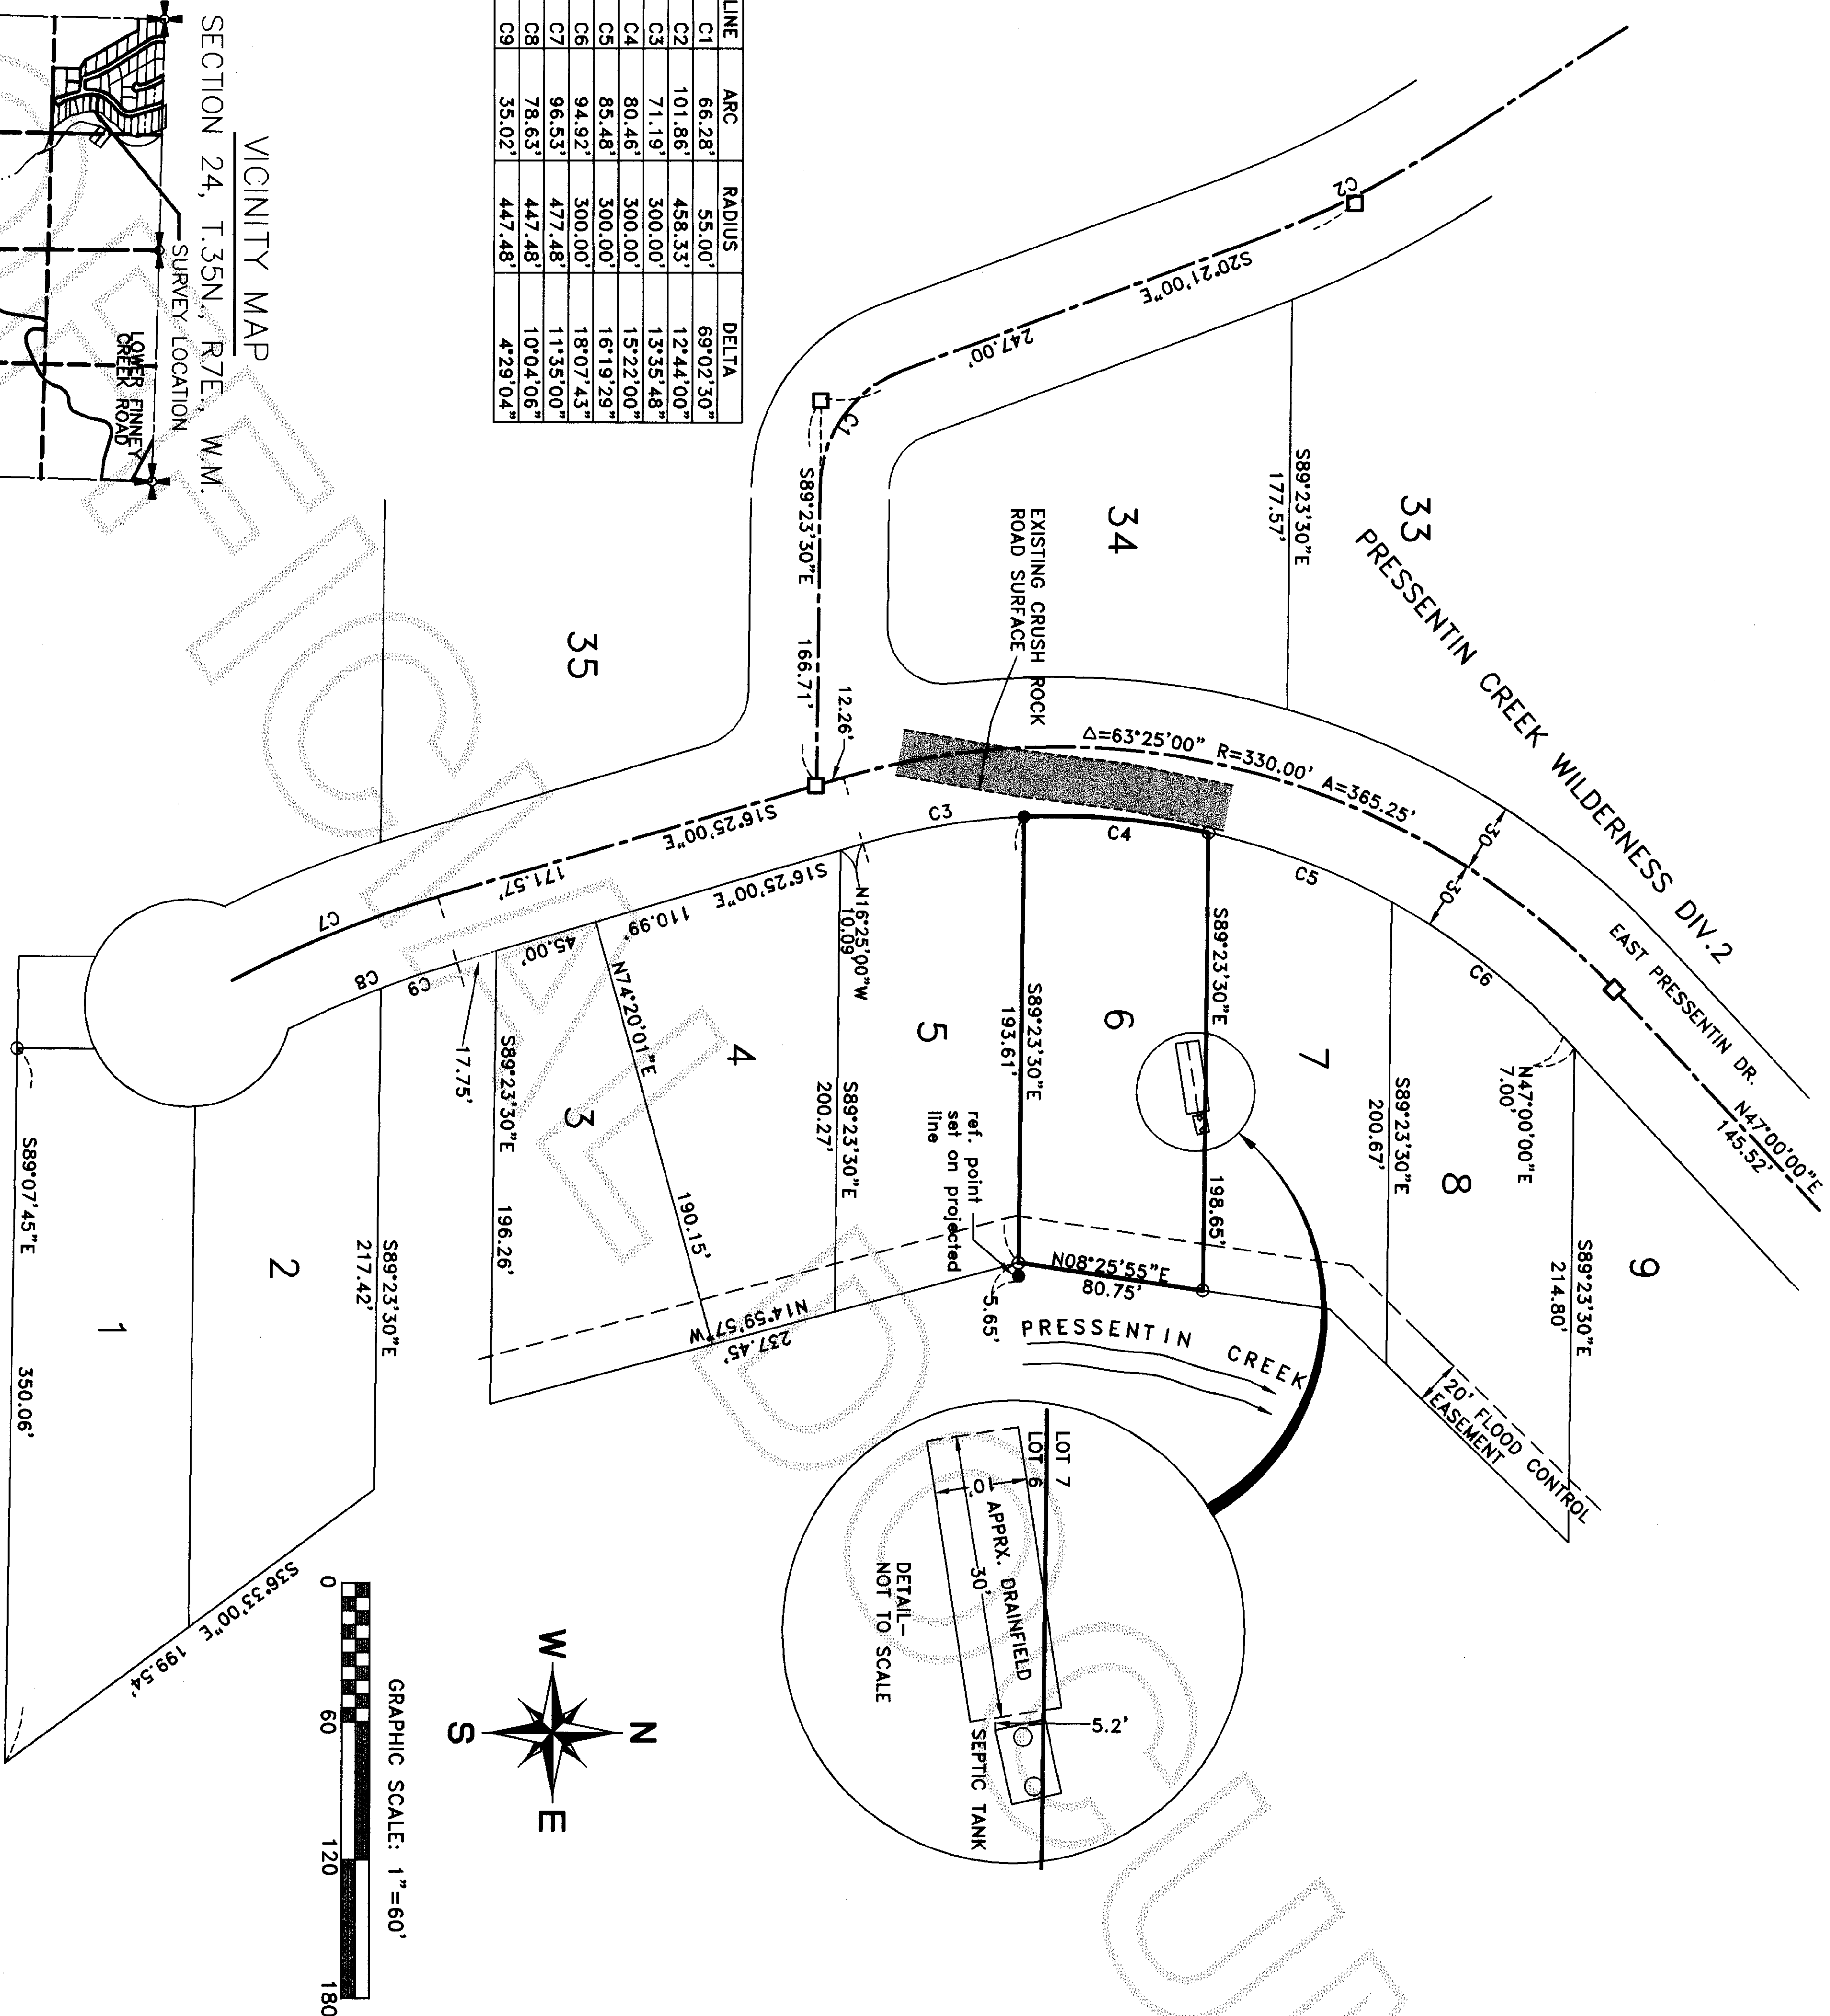 LINE ARC RADIUS DELTA
C1 66.28' 55.00' 69°02'30"
C2 101.86' 458.33' 12°44'00"
C3 71.19' 300.00' 13°35'48"
C4 80.46' 300.00' 15°22'00"
C5 85.48' 300.00' 16°19'29"
C6 94.92' 300.00' 18°07'43"
C7 96.53' 477.48' 11°35'00"
C8 78.63' 447.48' 10°04'06"
C9 35.02' 447.48' 4°29'04"
VICINITY MAP
SECTION 24, T.35N., R7E., W.M.
SURVEY LOCATION
LOWER FINNEY
CREEK ROAD
C2
S20°21'00"E
247.00'
C1
S89°23'30"E
166.71'
12.26'
33
PRESSENTIN CREEK WILDERNESS DIV.2
S89°23'30"E
177.57'
34
EXISTING CRUSH ROCK
ROAD SURFACE
35
Δ=63°25'00" R=330.00' A=365.25'
30
30
EAST PRESSENTIN DR.
N47°00'00"E
145.52'
C3
C4
C5
C6
S16°25'00"E
171.57'
S16°25'00"E
110.99'
45.00'
N16°25'00"W
10.09'
C7
C8
C9
17.75'
N47°00'00"E
7.00'
9
S89°23'30"E
214.80'
8
S89°23'30"E
200.67'
7
S89°23'30"E
198.65'
6
S89°23'30"E
193.61'
5
ref. point
set on projected
line
S89°23'30"E
200.27'
4
N74°20'01"E
190.15'
3
S89°23'30"E
196.26'
S89°23'30"E
217.42'
2
1
S89°07'45"E
350.06'
N08°25'55"E
80.75'
5.65'
N14°59'57"W
237.45'
PRESSENTIN CREEK
20' FLOOD CONTROL
EASEMENT
S36°33'00"E
199.54'
LOT 7
LOT 6
10'
APPRX. DRAINFIELD
30'
5.2'
SEPTIC TANK
DETAIL-
NOT TO SCALE
N
W
E
S
GRAPHIC SCALE: 1"=60'
0 60 120 180